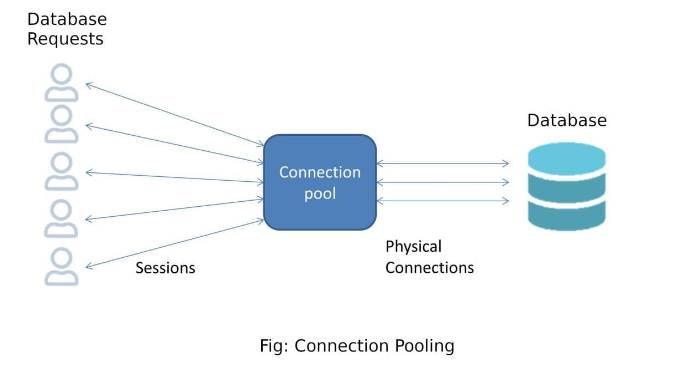 Database
Requests
Database
Connection
pool
Physical
Connections
Sessions
Fig: Connection Pooling